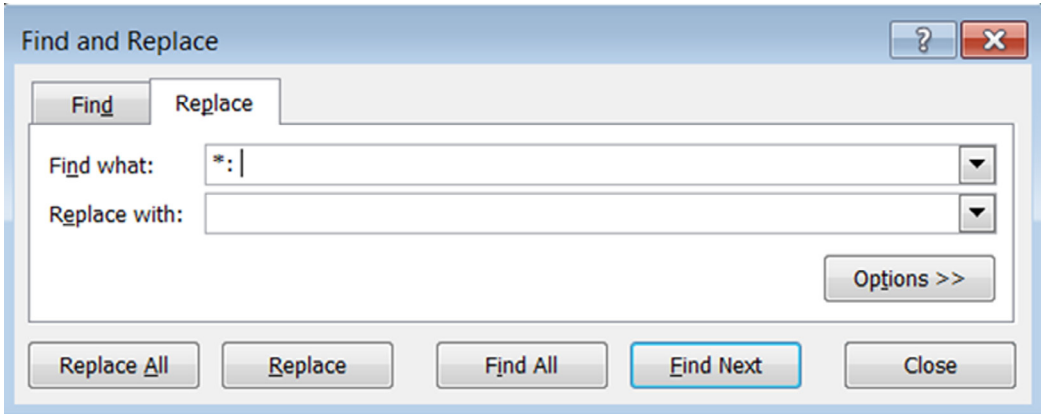 Find and Replace
Find Replace
Find what: *:
Replace with:
Options >>
Replace All Replace Find All Find Next Close